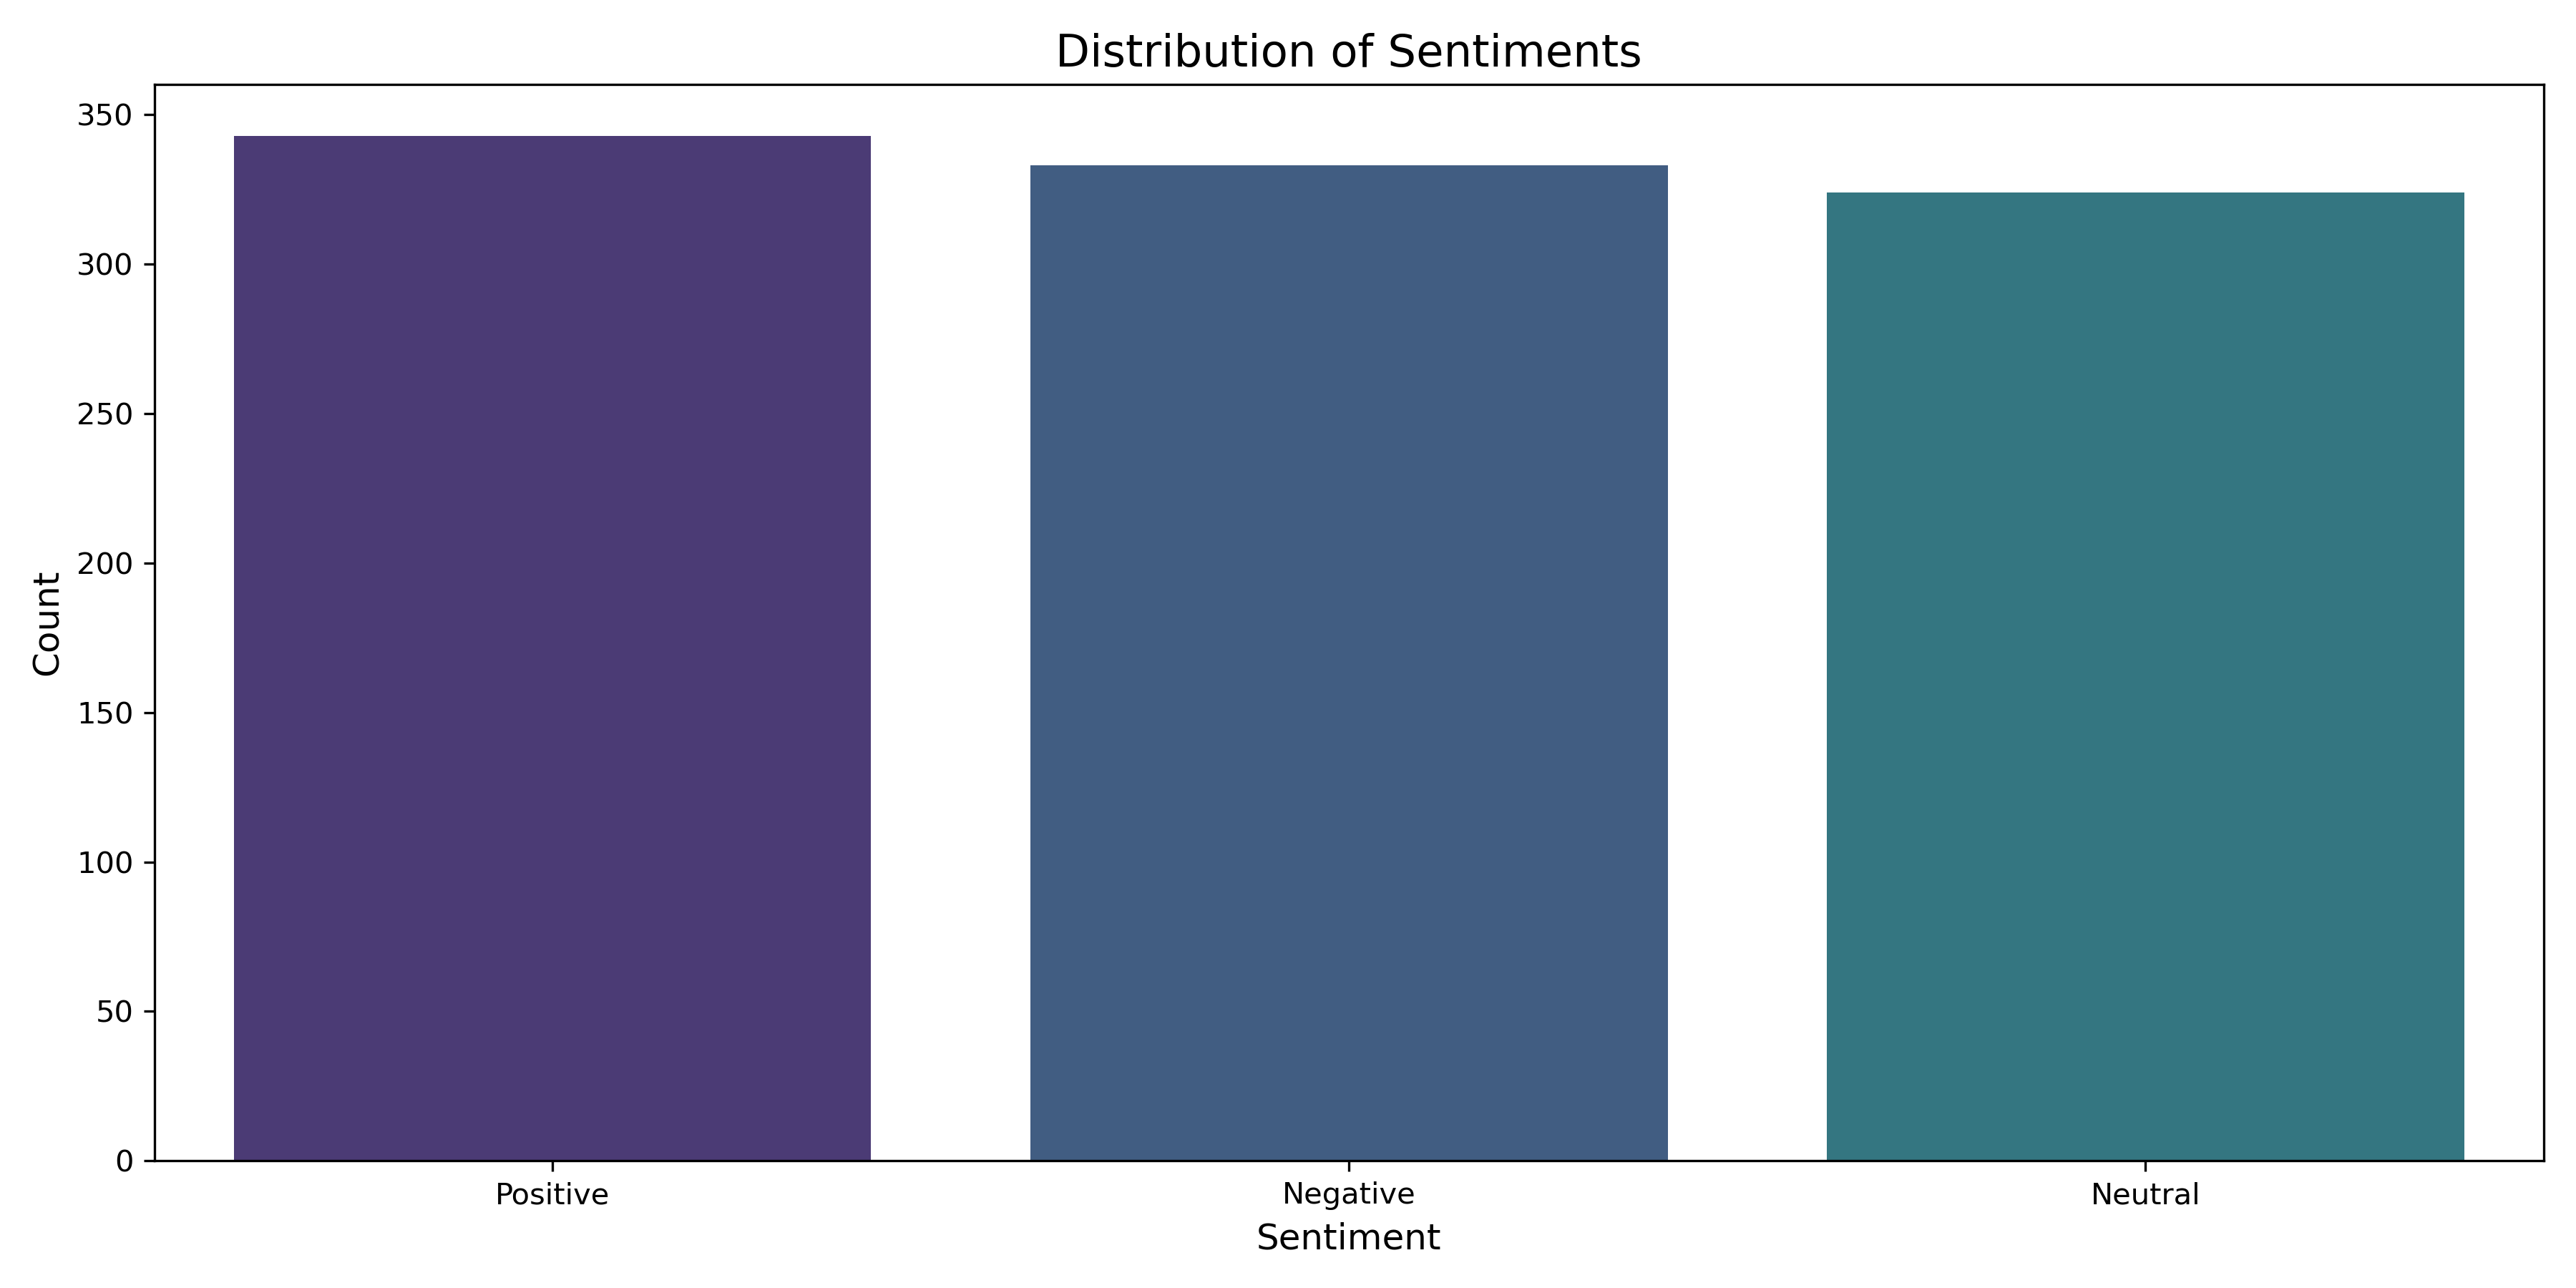 Distribution of Sentiments
350
300
250
200
150
100
50
0
Count
Positive
Negative
Neutral
Sentiment